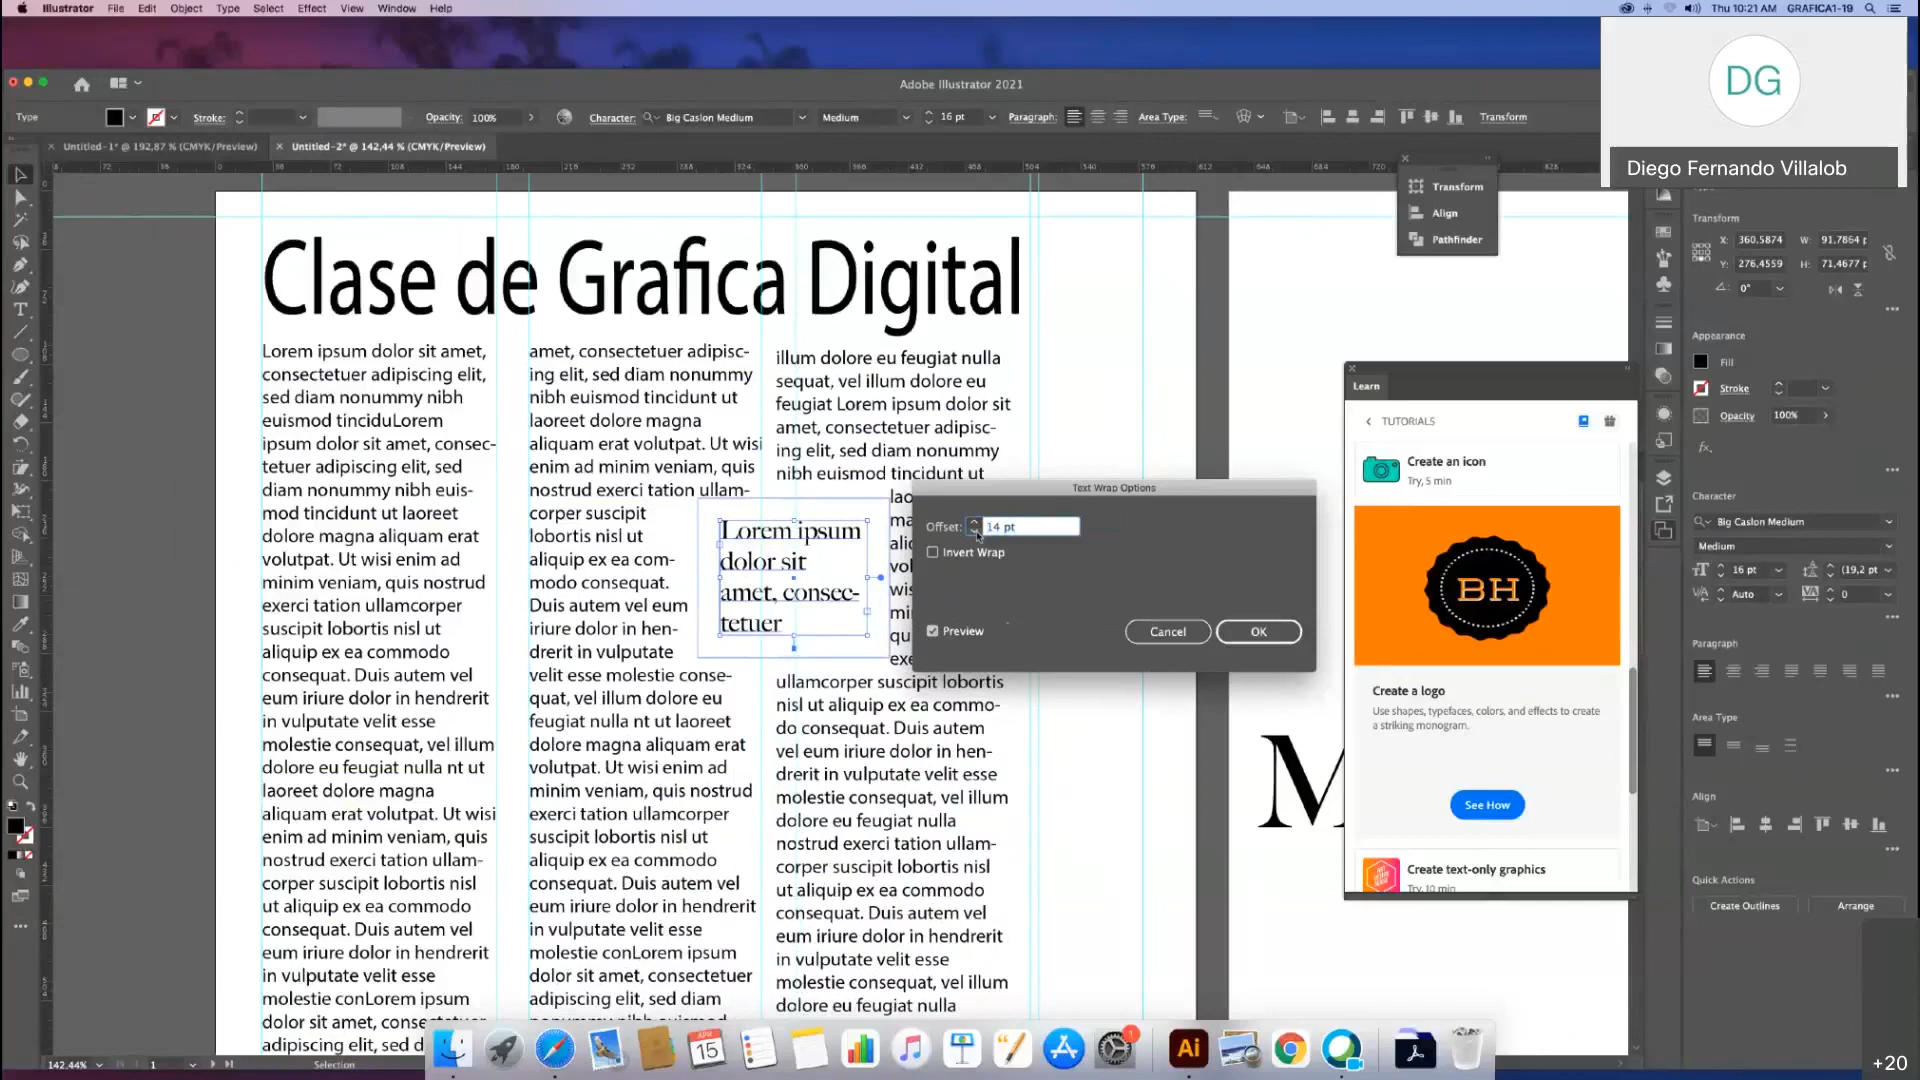 Illustrator File Edit Object Type Select Effect View Window Help
Thu 10:21 AM GRAFICA1-19
DG
Diego Fernando Villalob
Adobe Illustrator 2021
Type Stroke: Opacity: 100% Character: Big Caslon Medium Medium 16 pt Paragraph: Area Type: Transform
Untitled-1* @ 192,87 % (CMYK/Preview)
Untitled-2* @ 142,44 % (CMYK/Preview)
Clase de Grafica Digital
Lorem ipsum dolor sit amet,
consectetuer adipiscing elit,
sed diam nonummy nibh
euismod tinciduLorem
ipsum dolor sit amet, consec-
tetuer adipiscing elit, sed
diam nonummy nibh euis-
mod tincidunt ut laoreet
dolore magna aliquam erat
volutpat. Ut wisi enim ad
minim veniam, quis nostrud
exerci tation ullamcorper
suscipit lobortis nisl ut
aliquip ex ea commodo
consequat. Duis autem vel
eum iriure dolor in hendrerit
in vulputate velit esse
molestie consequat, vel illum
dolore eu feugiat nulla nt ut
laoreet dolore magna
aliquam erat volutpat. Ut wisi
enim ad minim veniam, quis
nostrud exerci tation ullam-
corper suscipit lobortis nisl
ut aliquip ex ea commodo
consequat. Duis autem vel
eum iriure dolor in hendrerit
in vulputate velit esse
molestie conLorem ipsum
dolor sit amet,
adipiscing elit, sed
amet, consectetuer adipisc-
ing elit, sed diam nonummy
nibh euismod tincidunt ut
laoreet dolore magna
aliquam erat volutpat. Ut wisi
enim ad minim veniam, quis
nostrud exerci tation ullam-
corper suscipit
lobortis nisl ut
aliquip ex ea com-
modo consequat.
Duis autem vel eum
iriure dolor in hen-
drerit in vulputate
velit esse molestie conse-
quat, vel illum dolore eu
feugiat nulla nt ut laoreet
dolore magna aliquam erat
volutpat. Ut wisi enim ad
minim veniam, quis nostrud
exerci tation ullamcorper
suscipit lobortis nisl ut
aliquip ex ea commodo
consequat. Duis autem vel
eum iriure dolor in hendrerit
in vulputate velit esse
molestie conLorem ipsum
dolor sit amet, consectetuer
adipiscing elit, sed diam
illum dolore eu feugiat nulla
sequat, vel illum dolore eu
feugiat Lorem ipsum dolor sit
amet, consectetuer adipisc-
ing elit, sed diam nonummy
nibh euismod tincidunt ut
ullamcorper suscipit lobortis
nisl ut aliquip ex ea commo-
do consequat. Duis autem
vel eum iriure dolor in hen-
drerit in vulputate velit esse
molestie consequat, vel illum
dolore eu feugiat nulla
nostrud exerci tation ullam-
corper suscipit lobortis nisl
ut aliquip ex ea commodo
consequat. Duis autem vel
eum iriure dolor in hendrerit
in vulputate velit esse
molestie consequat, vel illum
dolore eu feugiat nulla
Lorem ipsum
dolor sit
amet, consec-
tetuer
Text Wrap Options
Offset: 14 pt
Invert Wrap
Preview
Cancel OK
Transform
Align
Pathfinder
Learn
TUTORIALS
Create an icon
Try, 5 min
BH
Create a logo
Use shapes, typefaces, colors, and effects to create
a striking monogram.
See How
Create text-only graphics
Try, 10 min
Transform
X: 360,5874 W: 91,7864 p
Y: 276,4559 H: 71,4677 p
0°
Appearance
Fill
Stroke
Opacity 100%
fx.
Character
Big Caslon Medium
Medium
16 pt (19,2 pt
Auto 0
Paragraph
Area Type
Align
Quick Actions
Create Outlines Arrange
142,44% 1 Selection
APR
15
1
Ai
+20